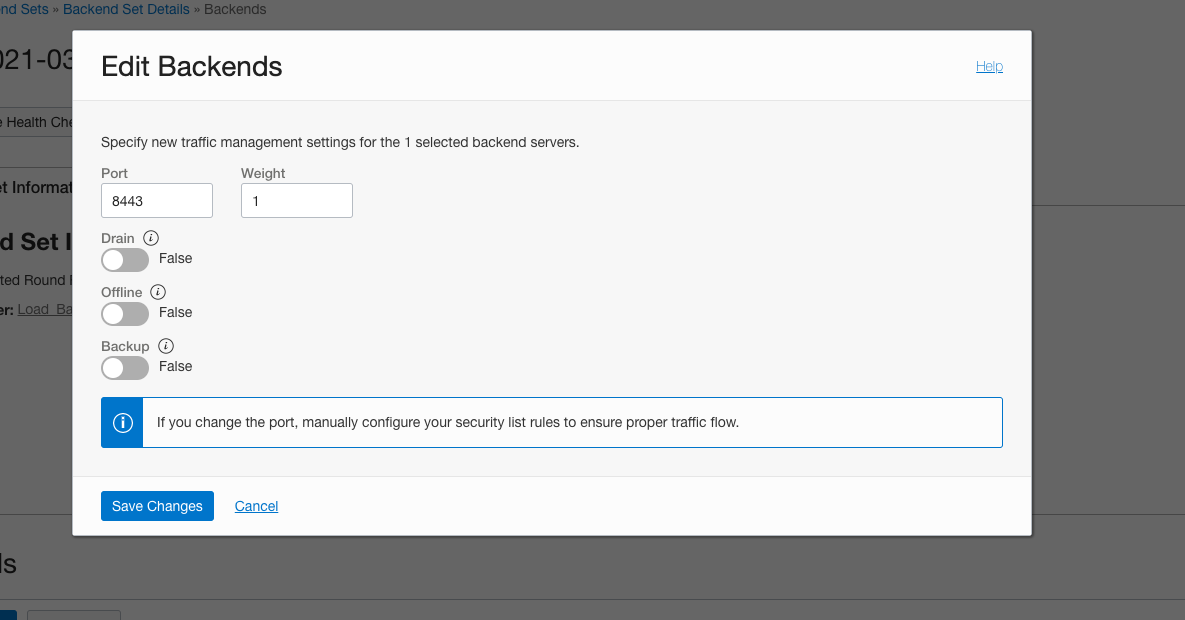 nd Sets » Backend Set Details » Backends
021-03
Edit Backends
Help
e Health Che
Specify new traffic management settings for the 1 selected backend servers.
Port
Weight
8443
1
et Informat
d Set I
Drain
False
ted Round
Offline
False
er: Load_Ba
Backup
False
If you change the port, manually configure your security list rules to ensure proper traffic flow.
Save Changes
Cancel
ls